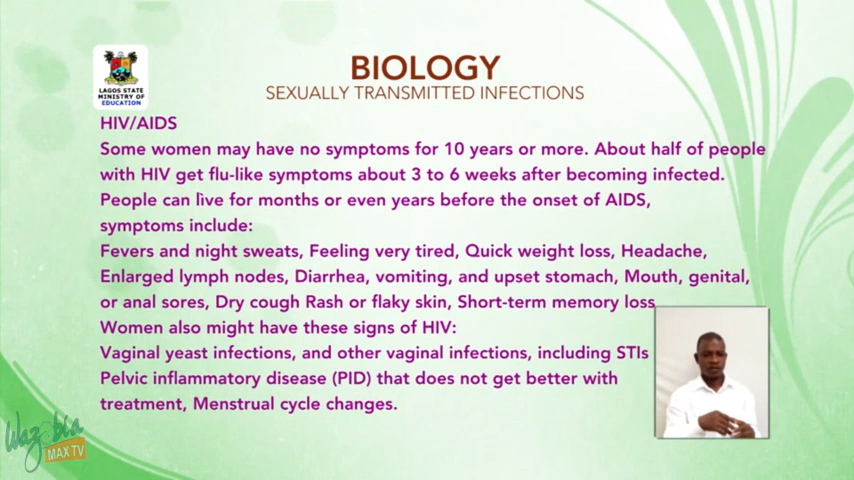 LAGOS STATE
MINISTRY OF
EDUCATION
BIOLOGY
SEXUALLY TRANSMITTED INFECTIONS
HIV/AIDS
Some women may have no symptoms for 10 years or more. About half of people
with HIV get flu-like symptoms about 3 to 6 weeks after becoming infected.
People can live for months or even years before the onset of AIDS,
symptoms include:
Fevers and night sweats, Feeling very tired, Quick weight loss, Headache,
Enlarged lymph nodes, Diarrhea, vomiting, and upset stomach, Mouth, genital,
or anal sores, Dry cough Rash or flaky skin, Short-term memory loss
Women also might have these signs of HIV:
Vaginal yeast infections, and other vaginal infections, including STIs
Pelvic inflammatory disease (PID) that does not get better with
treatment, Menstrual cycle changes.
Wazobia
MAX TV